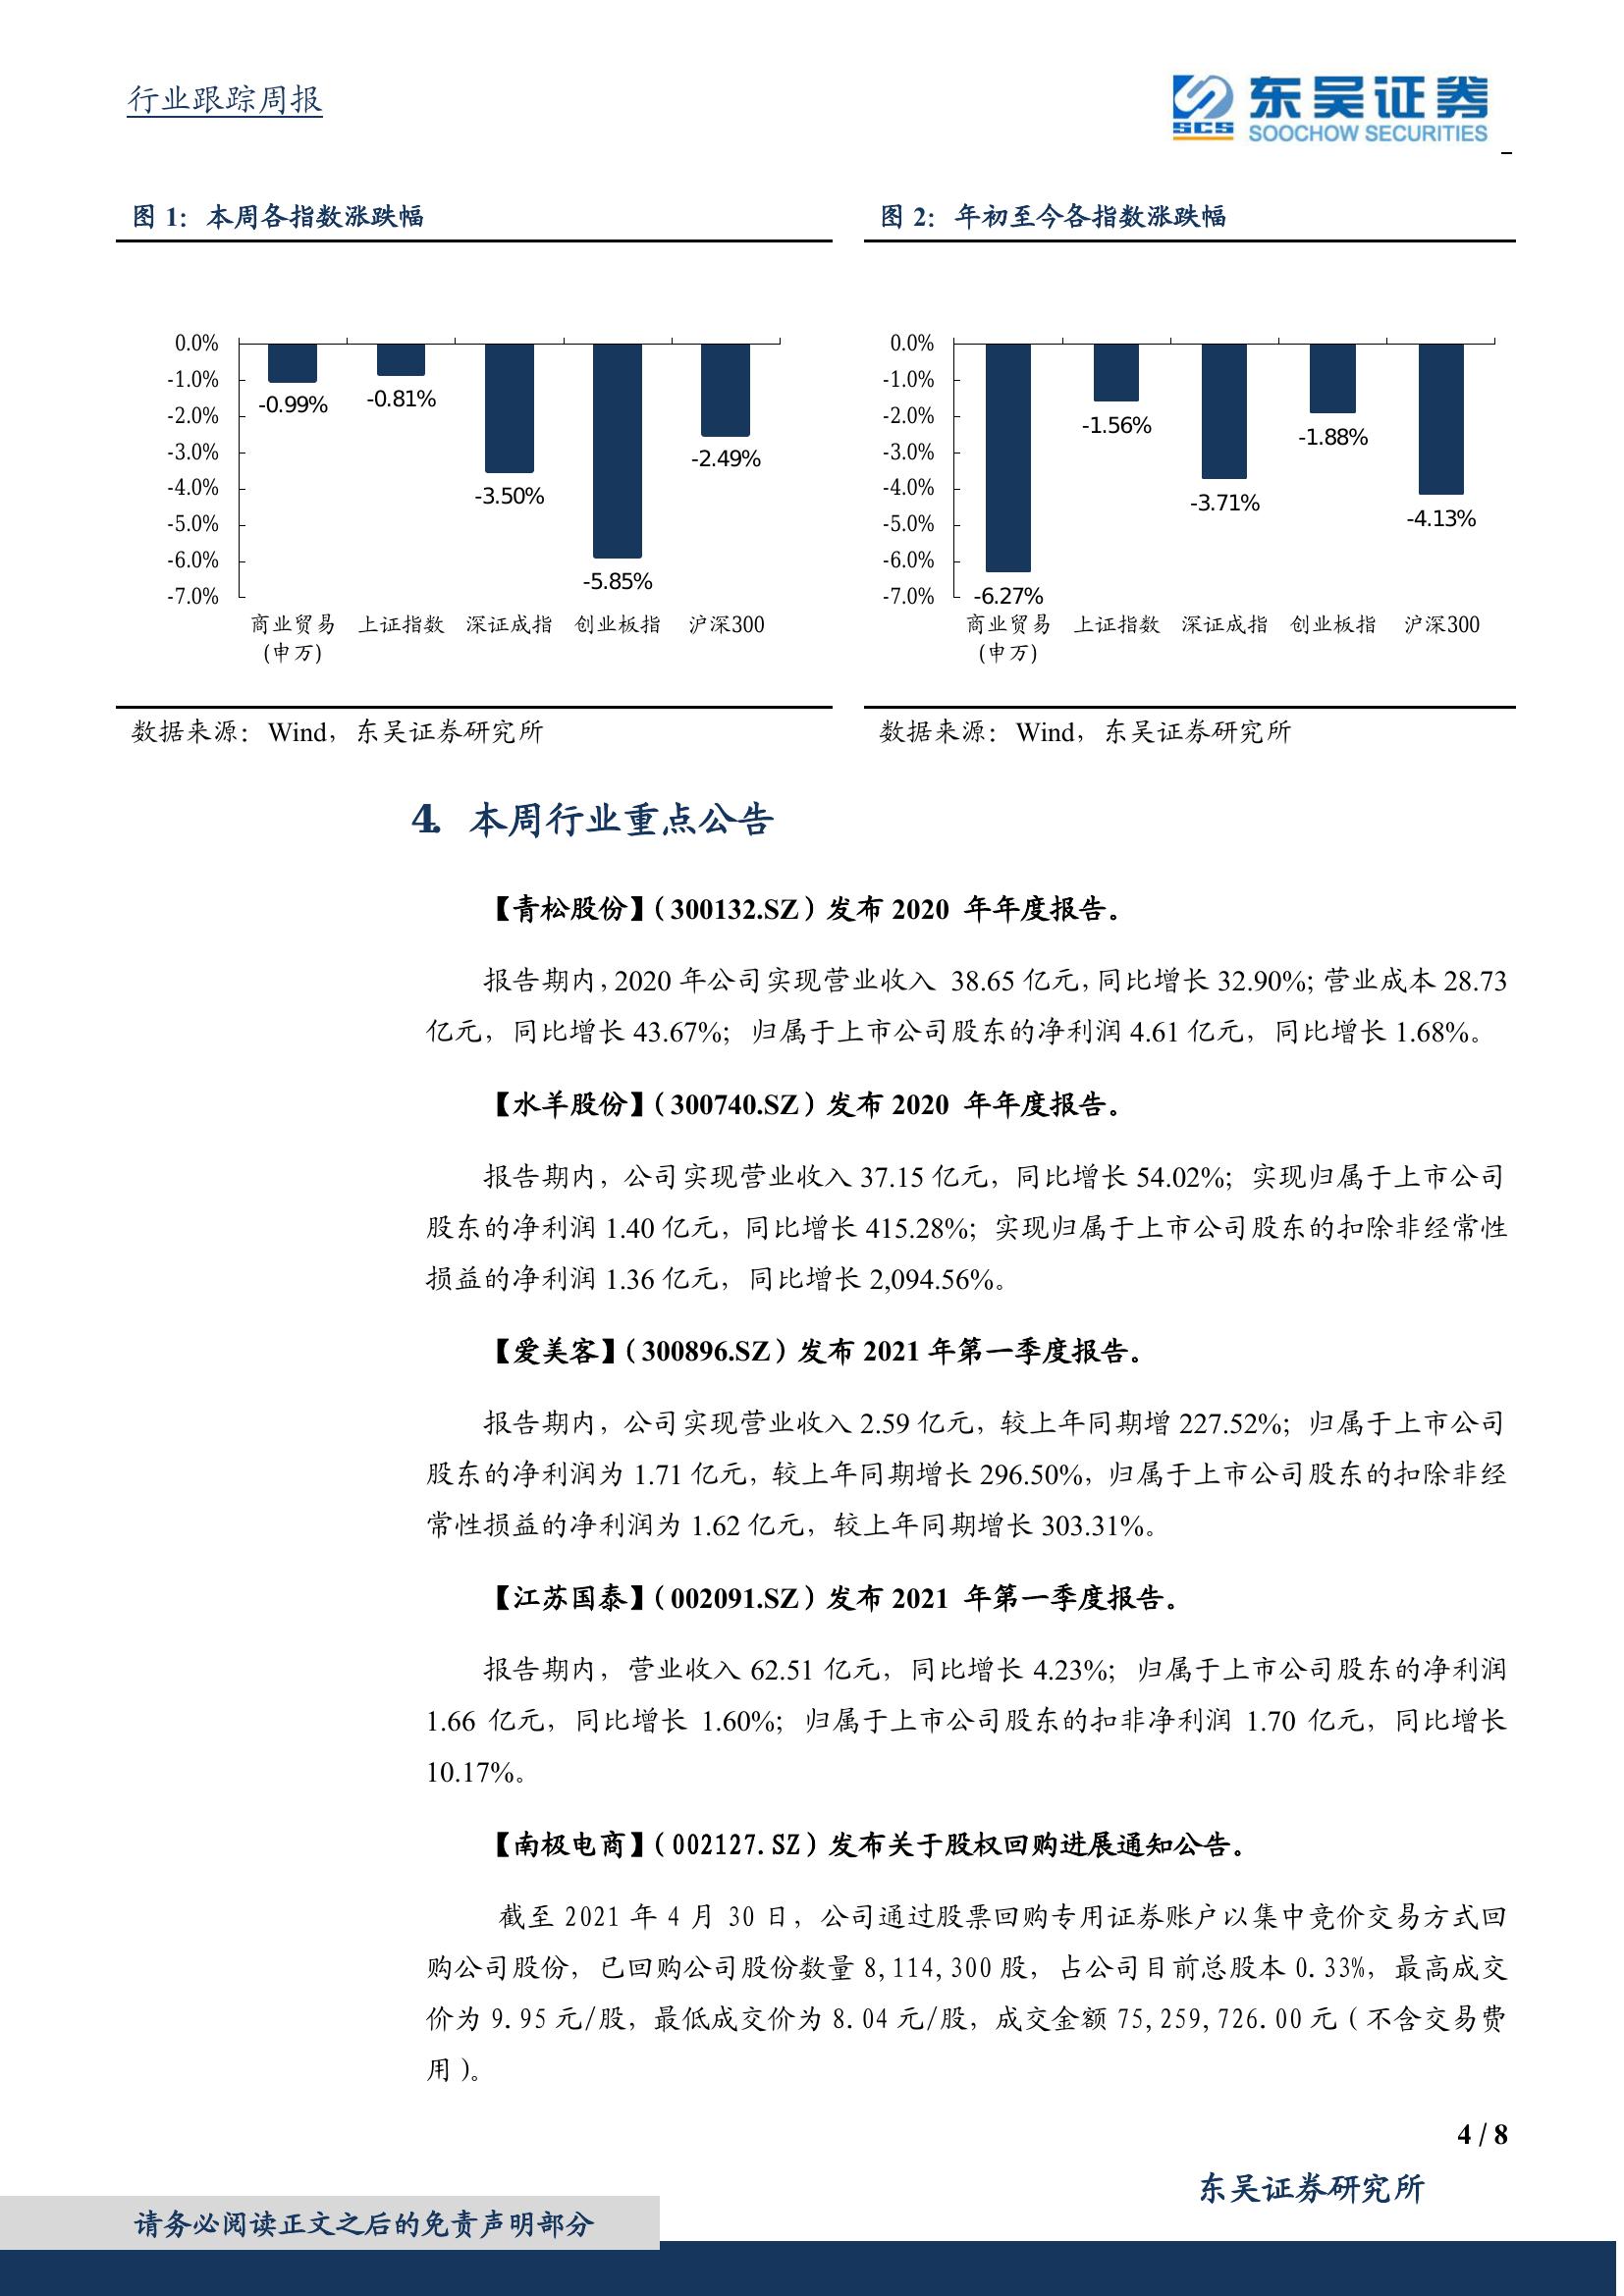 行业跟踪周报
SCS
东吴证券
SOOCHOW SECURITIES
图 1：本周各指数涨跌幅
0.0%
-1.0%
-2.0%
-3.0%
-4.0%
-5.0%
-6.0%
-7.0%
-0.99%
-0.81%
-3.50%
-5.85%
-2.49%
商业贸易 上证指数 深证成指 创业板指 沪深300
(申万)
数据来源：Wind，东吴证券研究所
图 2：年初至今各指数涨跌幅
0.0%
-1.0%
-2.0%
-3.0%
-4.0%
-5.0%
-6.0%
-7.0%
-6.27%
-1.56%
-3.71%
-1.88%
-4.13%
商业贸易 上证指数 深证成指 创业板指 沪深300
(申万)
数据来源：Wind，东吴证券研究所
4. 本周行业重点公告
【青松股份】（300132.SZ）发布 2020 年年度报告。
报告期内，2020 年公司实现营业收入 38.65 亿元，同比增长 32.90%；营业成本 28.73
亿元，同比增长 43.67%；归属于上市公司股东的净利润 4.61 亿元，同比增长 1.68%。
【水羊股份】（300740.SZ）发布 2020 年年度报告。
报告期内，公司实现营业收入 37.15 亿元，同比增长 54.02%；实现归属于上市公司
股东的净利润 1.40 亿元，同比增长 415.28%；实现归属于上市公司股东的扣除非经常性
损益的净利润 1.36 亿元，同比增长 2,094.56%。
【爱美客】（300896.SZ）发布 2021 年第一季度报告。
报告期内，公司实现营业收入 2.59 亿元，较上年同期增 227.52%；归属于上市公司
股东的净利润为 1.71 亿元，较上年同期增长 296.50%，归属于上市公司股东的扣除非经
常性损益的净利润为 1.62 亿元，较上年同期增长 303.31%。
【江苏国泰】（002091.SZ）发布 2021 年第一季度报告。
报告期内，营业收入 62.51 亿元，同比增长 4.23%；归属于上市公司股东的净利润
1.66 亿元，同比增长 1.60%；归属于上市公司股东的扣非净利润 1.70 亿元，同比增长
10.17%。
【南极电商】（002127.SZ）发布关于股权回购进展通知公告。
截至 2021 年 4 月 30 日，公司通过股票回购专用证券账户以集中竞价交易方式回
购公司股份，已回购公司股份数量 8,114,300 股，占公司目前总股本 0.33%，最高成交
价为 9.95 元/股，最低成交价为 8.04 元/股，成交金额 75,259,726.00 元（不含交易费
用）。
4 / 8
东吴证券研究所
请务必阅读正文之后的免责声明部分